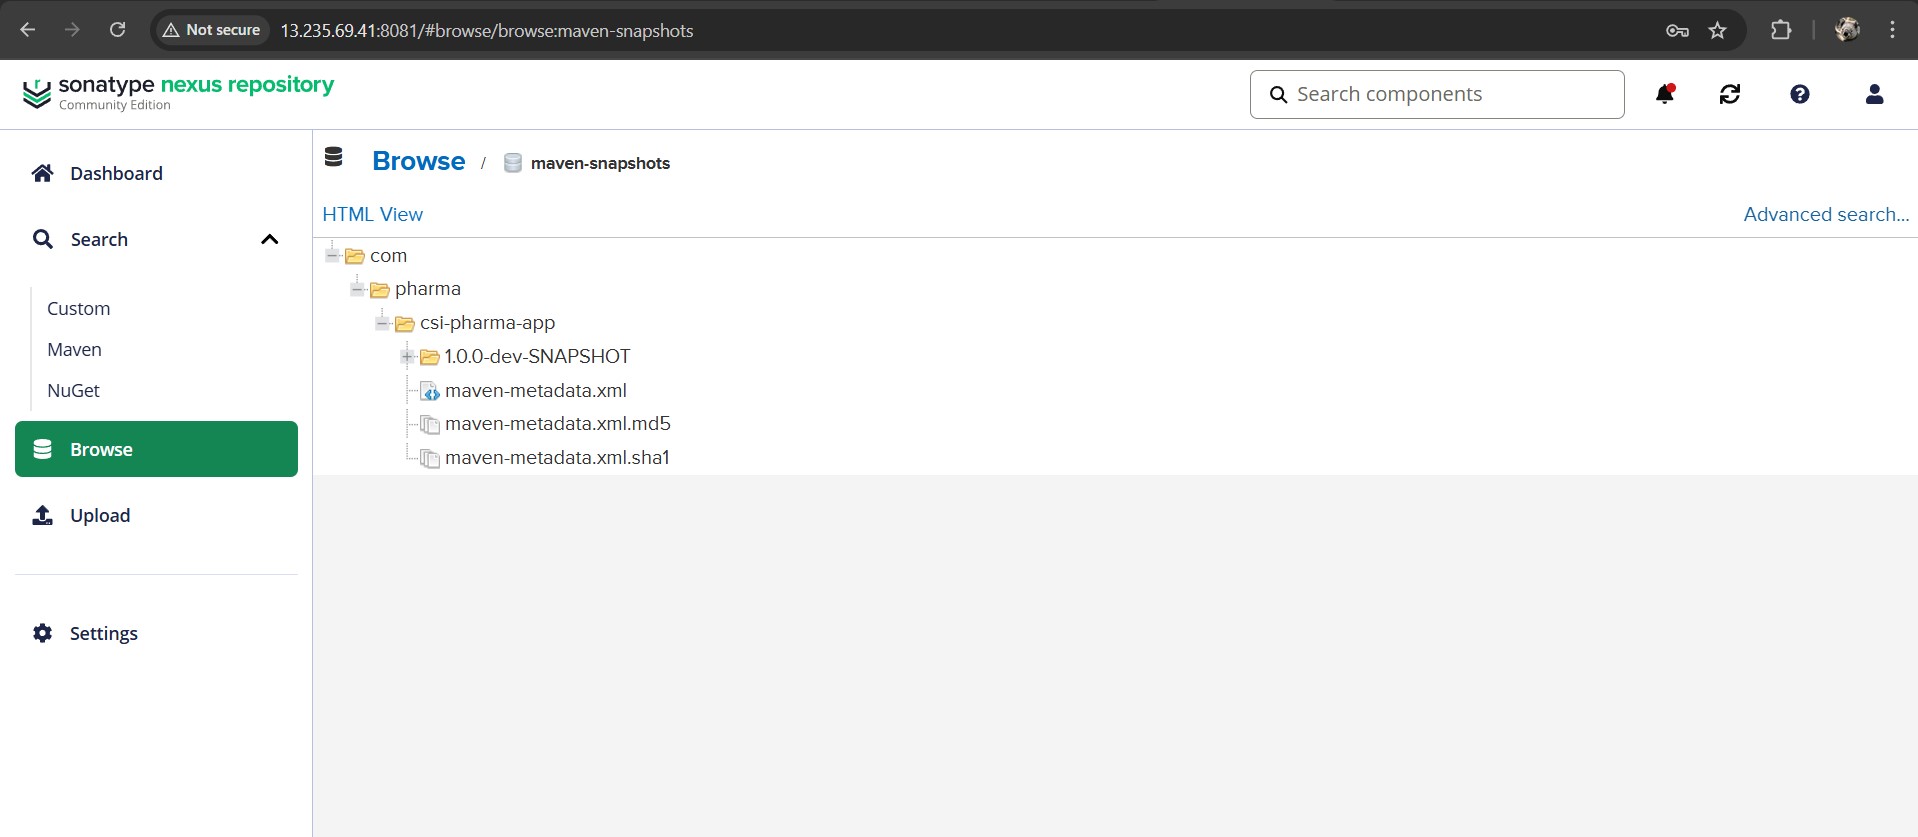 Not secure 13.235.69.41:8081/#browse/browse:maven-snapshots
sonatype nexus repository
Community Edition
Search components
Dashboard
Search
Custom
Maven
NuGet
Browse
Upload
Settings
Browse / maven-snapshots
HTML View
Advanced search...
com
pharma
csi-pharma-app
1.0.0-dev-SNAPSHOT
maven-metadata.xml
maven-metadata.xml.md5
maven-metadata.xml.sha1